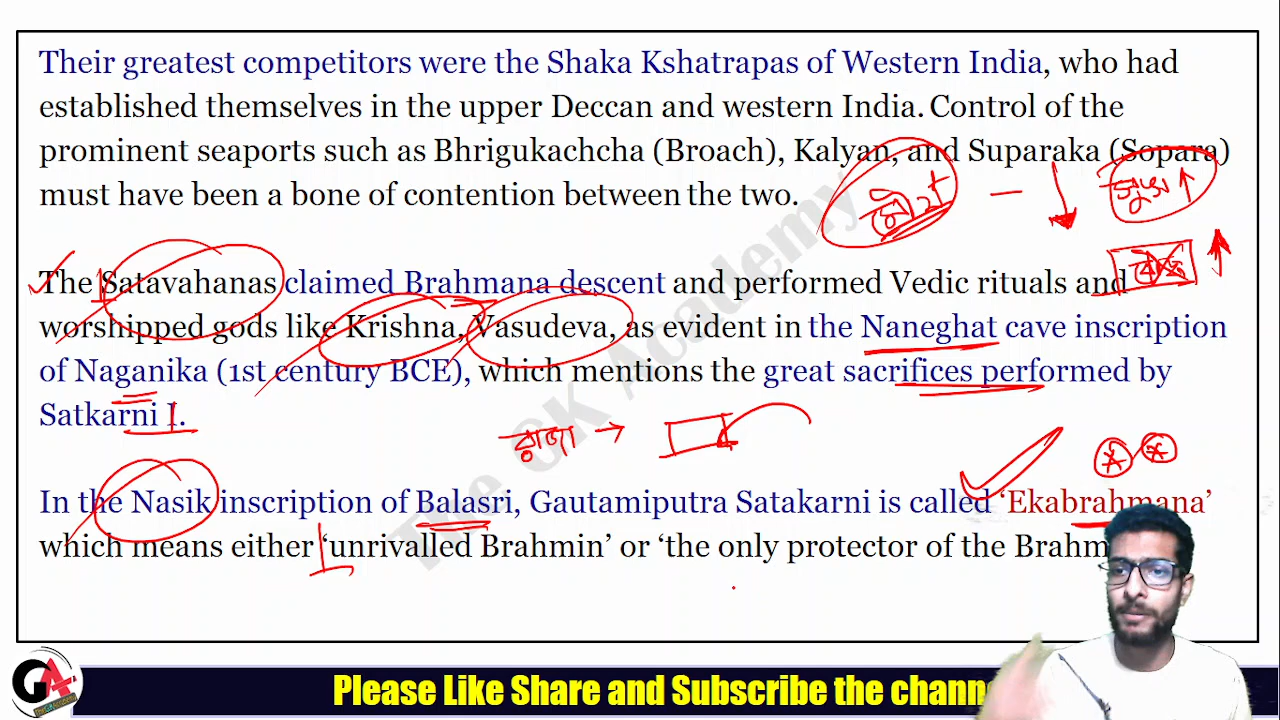 Their greatest competitors were the Shaka Kshatrapas of Western India, who had
established themselves in the upper Deccan and western India. Control of the
prominent seaports such as Bhrigukachcha (Broach), Kalyan, and Suparaka (Sopara)
must have been a bone of contention between the two.
The Satavahanas claimed Brahmana descent and performed Vedic rituals and
worshipped gods like Krishna, Vasudeva, as evident in the Naneghat cave inscription
of Naganika (1st century BCE), which mentions the great sacrifices performed by
Satkarni I.
রাজা →
In the Nasik inscription of Balasri, Gautamiputra Satakarni is called ‘Ekabrahmana’
which means either ‘unrivalled Brahmin’ or ‘the only protector of the Brahm
The GK Academy
GA
Please Like Share and Subscribe the chann